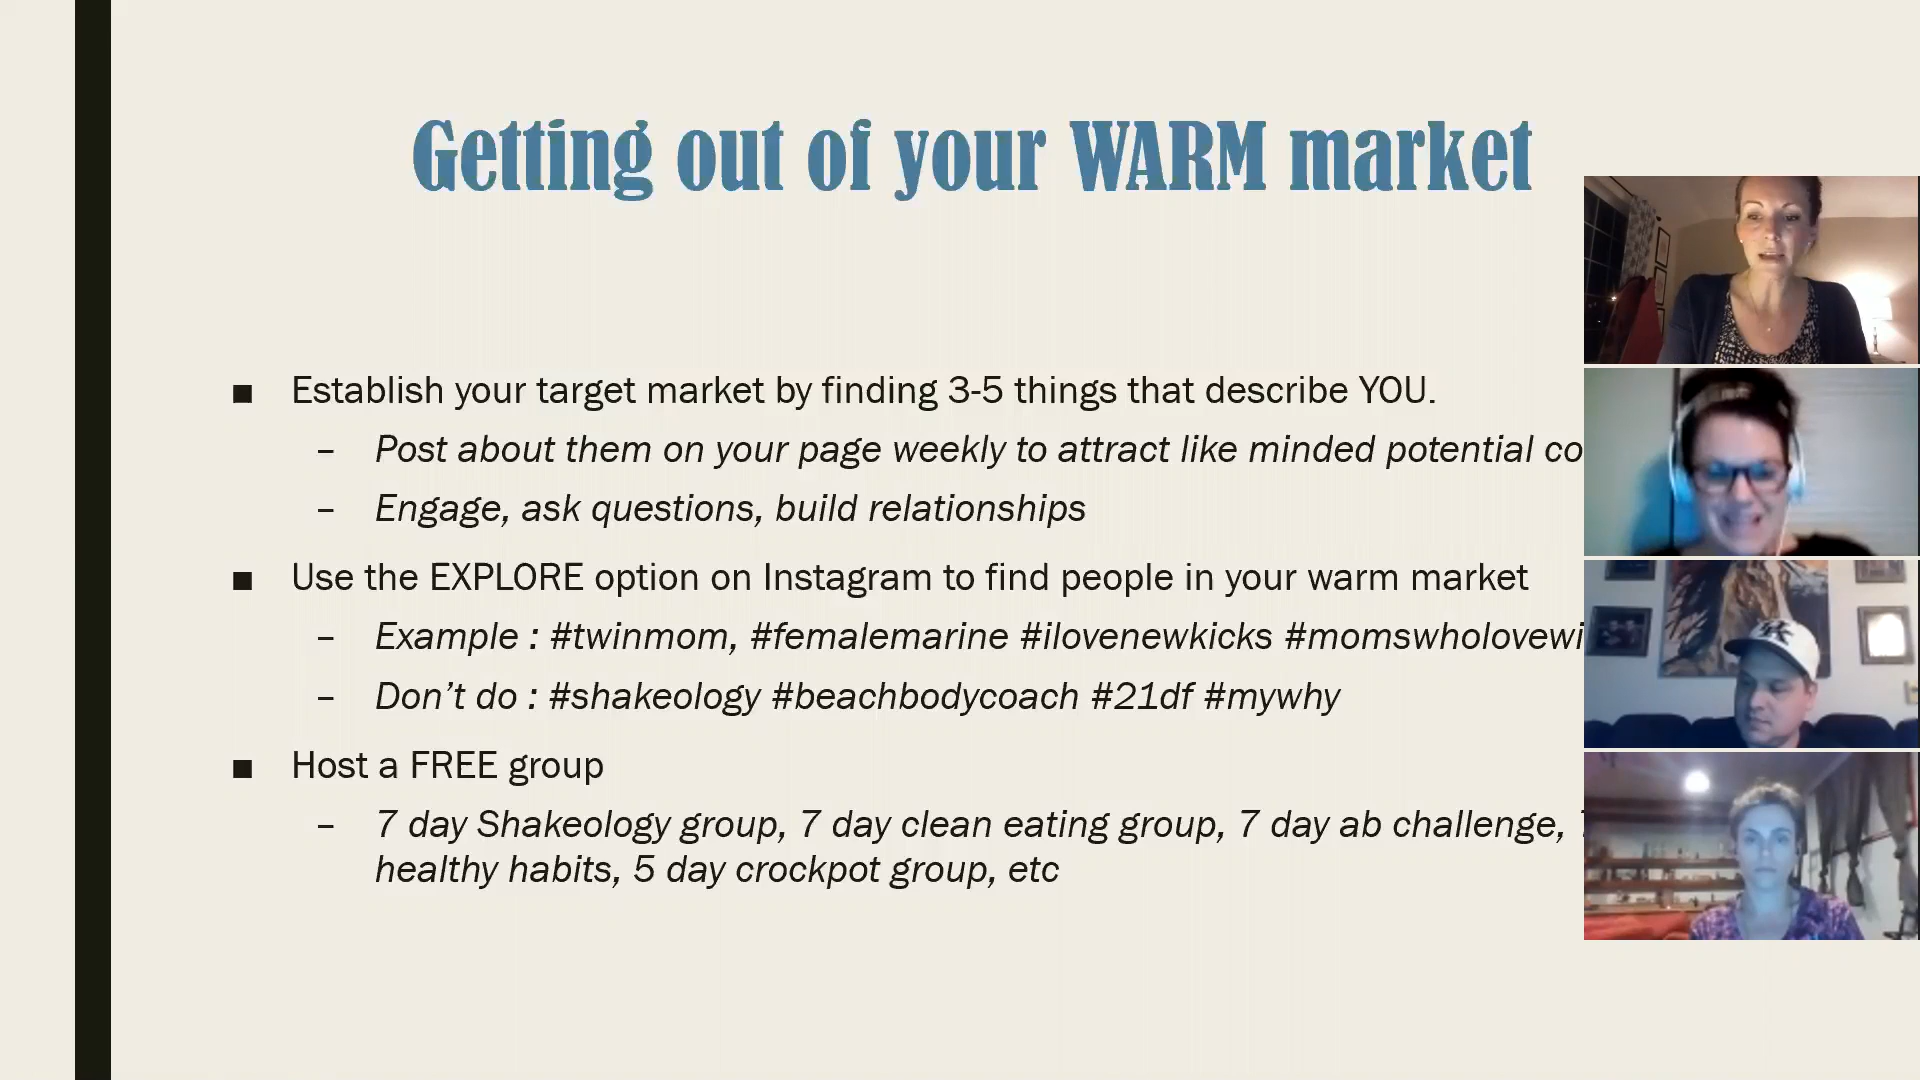 Getting out of your WARM market
■ Establish your target market by finding 3-5 things that describe YOU.
– Post about them on your page weekly to attract like minded potential
– Engage, ask questions, build relationships
■ Use the EXPLORE option on Instagram to find people in your warm market
– Example : #twinmom, #femalemarine #ilovenewkicks
– Don’t do : #shakeology #beachbodycoach #21df #mywhy
■ Host a FREE group
– 7 day Shakeology group, 7 day clean eating group, 7 day ab challenge,
healthy habits, 5 day crockpot group, etc